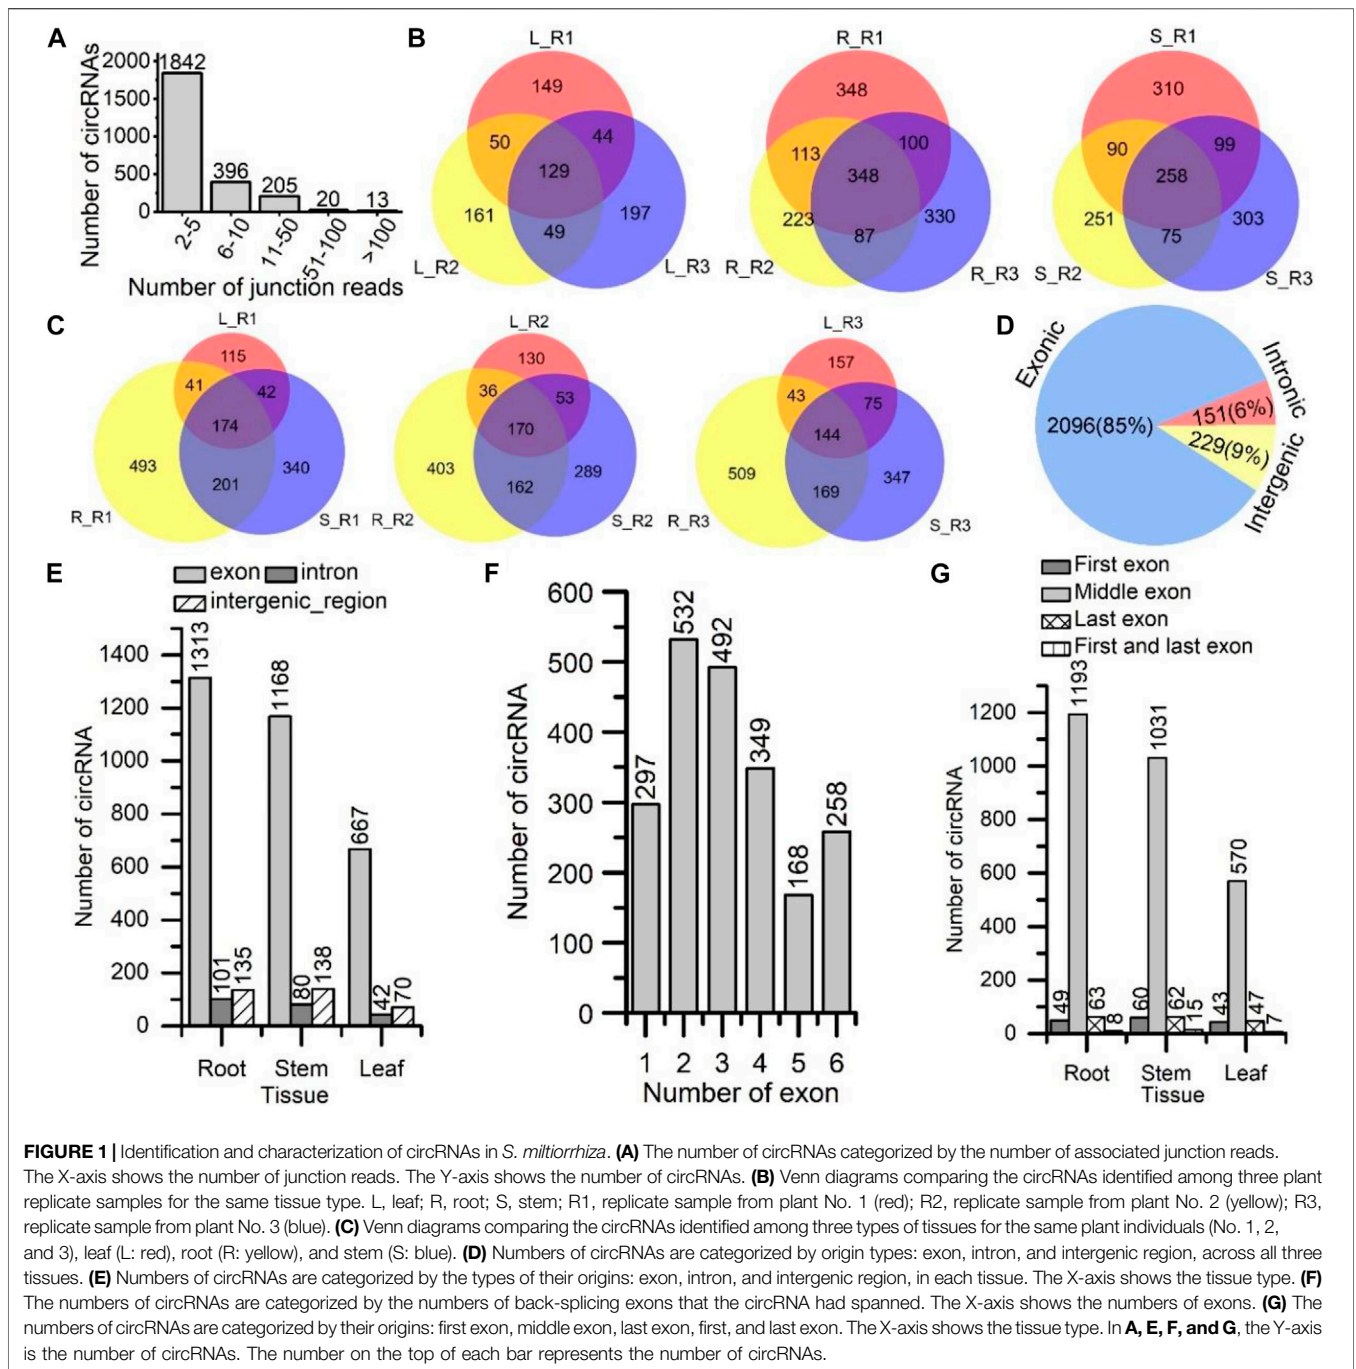 A
Number of circRNAs
2000
1500
1000
500
0
1842
396
205
20
13
2-5
6-10
11-50
51-100
>100
Number of junction reads
B
L_R1
149
50
44
129
161
197
49
L_R2
L_R3
R_R1
348
113
100
348
223
330
87
R_R2
R_R3
S_R1
310
90
99
258
251
303
75
S_R2
S_R3
C
L_R1
115
41
42
174
493
340
201
R_R1
S_R1
L_R2
130
36
53
170
403
289
162
R_R2
S_R2
L_R3
157
43
75
144
509
347
169
R_R3
S_R3
D
Exonic
Intronic
Intergenic
2096(85%)
151(6%)
229(9%)
E
exon intron
intergenic_region
Number of circRNA
1400
1200
1000
800
600
400
200
0
1313
101
135
1168
80
138
667
42
70
Root Stem Leaf
Tissue
F
Number of circRNA
600
500
400
300
200
100
0
297
532
492
349
168
258
1 2 3 4 5 6
Number of exon
G
First exon
Middle exon
Last exon
First and last exon
Number of circRNA
1200
1000
800
600
400
200
0
49
1193
63
8
60
1031
62
15
43
570
47
7
Root Stem Leaf
Tissue
FIGURE 1 | Identification and characterization of circRNAs in S. miltiorrhiza. (A) The number of circRNAs categorized by the number of associated junction reads.
The X-axis shows the number of junction reads. The Y-axis shows the number of circRNAs. (B) Venn diagrams comparing the circRNAs identified among three plant
replicate samples for the same tissue type. L, leaf; R, root; S, stem; R1, replicate sample from plant No. 1 (red); R2, replicate sample from plant No. 2 (yellow); R3,
replicate sample from plant No. 3 (blue). (C) Venn diagrams comparing the circRNAs identified among three types of tissues for the same plant individuals (No. 1, 2,
and 3), leaf (L: red), root (R: yellow), and stem (S: blue). (D) Numbers of circRNAs are categorized by origin types: exon, intron, and intergenic region, across all three
tissues. (E) Numbers of circRNAs are categorized by the types of their origins: exon, intron, and intergenic region, in each tissue. The X-axis shows the tissue type. (F)
The numbers of circRNAs are categorized by the numbers of back-splicing exons that the circRNA had spanned. The X-axis shows the numbers of exons. (G) The
numbers of circRNAs are categorized by their origins: first exon, middle exon, last exon, first, and last exon. The X-axis shows the tissue type. In A, E, F, and G, the Y-axis
is the number of circRNAs. The number on the top of each bar represents the number of circRNAs.